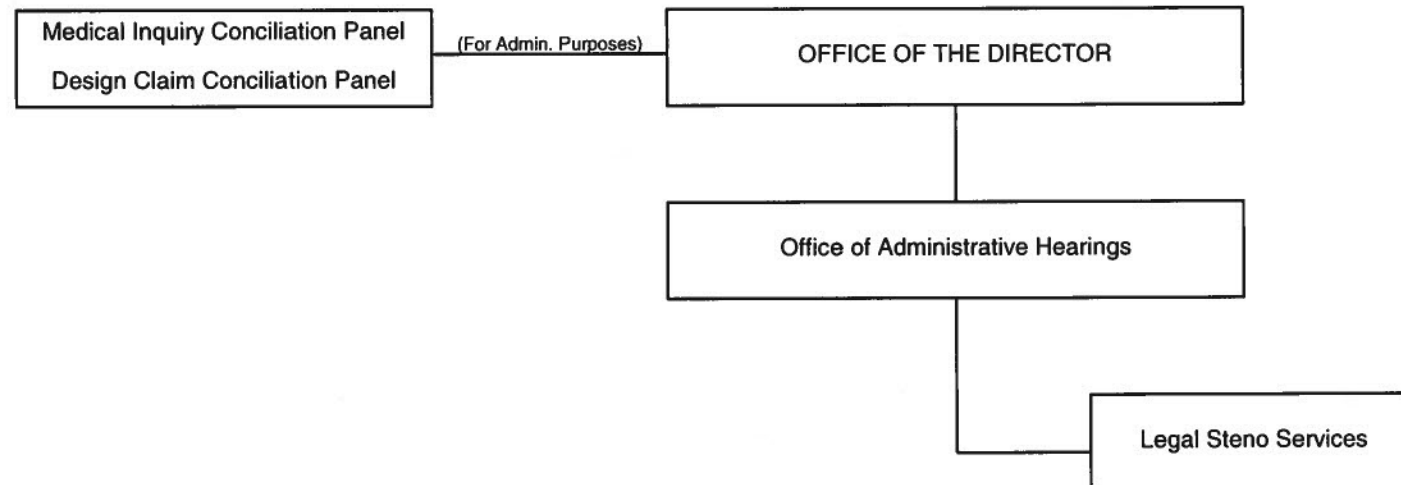 Medical Inquiry Conciliation Panel
Design Claim Conciliation Panel
(For Admin. Purposes)
OFFICE OF THE DIRECTOR
Office of Administrative Hearings
Legal Steno Services